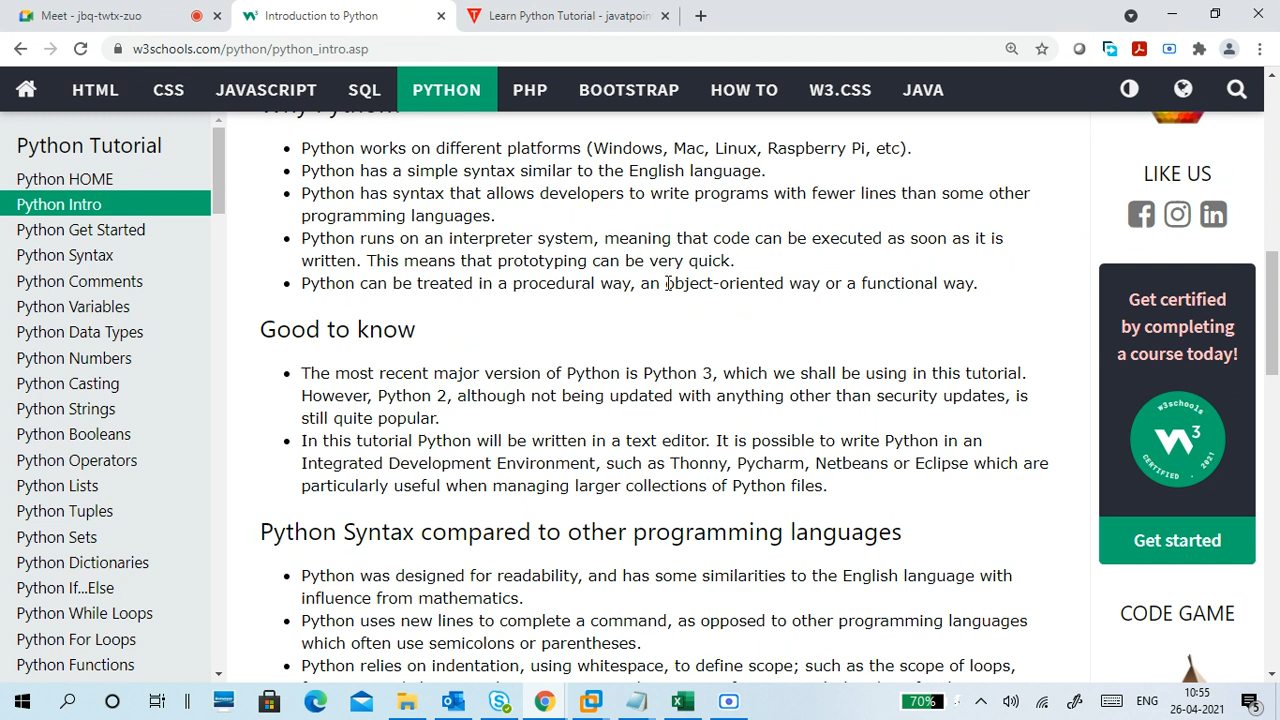 Meet - jbq-twtx-zuo
Introduction to Python
Learn Python Tutorial - javatpoint
w3schools.com/python/python_intro.asp
HTML CSS JAVASCRIPT SQL PYTHON PHP BOOTSTRAP HOW TO W3.CSS JAVA
Python Tutorial
Python HOME
Python Intro
Python Get Started
Python Syntax
Python Comments
Python Variables
Python Data Types
Python Numbers
Python Casting
Python Strings
Python Booleans
Python Operators
Python Lists
Python Tuples
Python Sets
Python Dictionaries
Python If...Else
Python While Loops
Python For Loops
Python Functions
Why Python?
• Python works on different platforms (Windows, Mac, Linux, Raspberry Pi, etc).
• Python has a simple syntax similar to the English language.
• Python has syntax that allows developers to write programs with fewer lines than some other
programming languages.
• Python runs on an interpreter system, meaning that code can be executed as soon as it is
written. This means that prototyping can be very quick.
• Python can be treated in a procedural way, an object-oriented way or a functional way.
Good to know
• The most recent major version of Python is Python 3, which we shall be using in this tutorial.
However, Python 2, although not being updated with anything other than security updates, is
still quite popular.
• In this tutorial Python will be written in a text editor. It is possible to write Python in an
Integrated Development Environment, such as Thonny, Pycharm, Netbeans or Eclipse which are
particularly useful when managing larger collections of Python files.
Python Syntax compared to other programming languages
• Python was designed for readability, and has some similarities to the English language with
influence from mathematics.
• Python uses new lines to complete a command, as opposed to other programming languages
which often use semicolons or parentheses.
• Python relies on indentation, using whitespace, to define scope; such as the scope of loops,
LIKE US
Get certified
by completing
a course today!
w3schools
CERTIFIED . 2021
Get started
CODE GAME
70%
ENG
10:55
26-04-2021
5